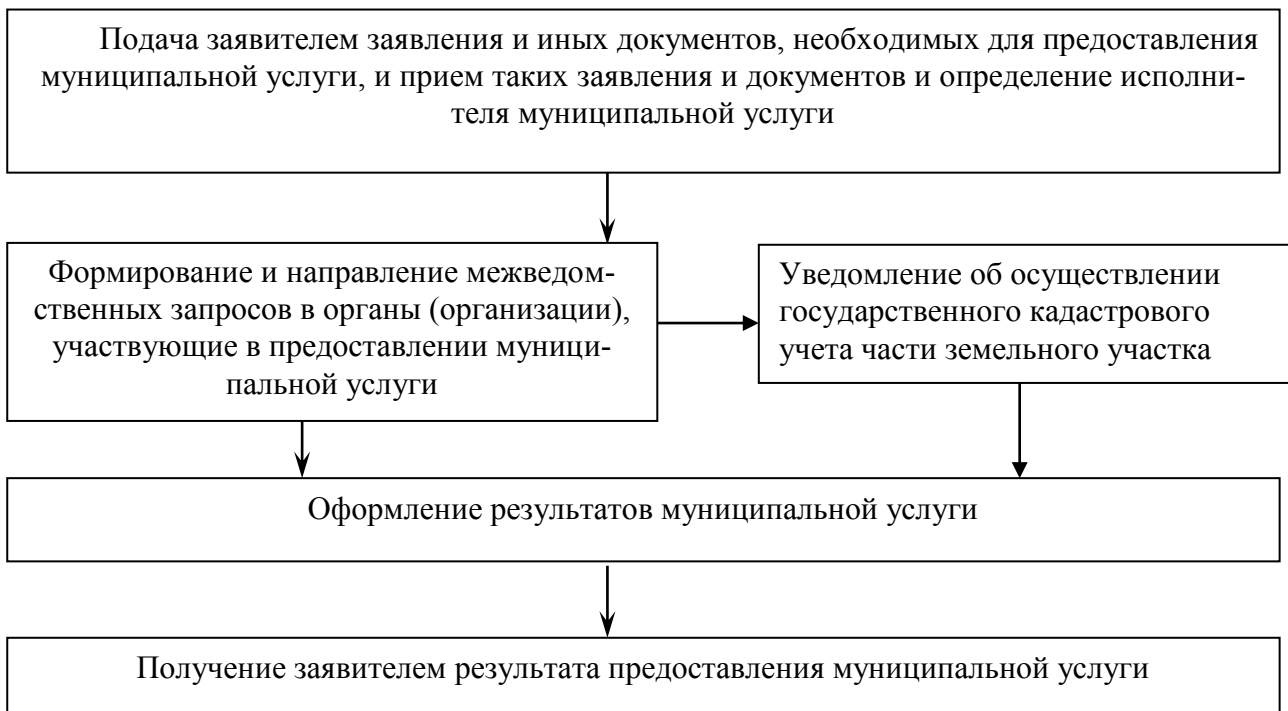 Подача заявителем заявления и иных документов, необходимых для предоставления
муниципальной услуги, и прием таких заявления и документов и определение исполни-
теля муниципальной услуги
Формирование и направление межведом-
ственных запросов в органы (организации),
участвующие в предоставлении муници-
пальной услуги
Уведомление об осуществлении
государственного кадастрового
учета части земельного участка
Оформление результатов муниципальной услуги
Получение заявителем результата предоставления муниципальной услуги